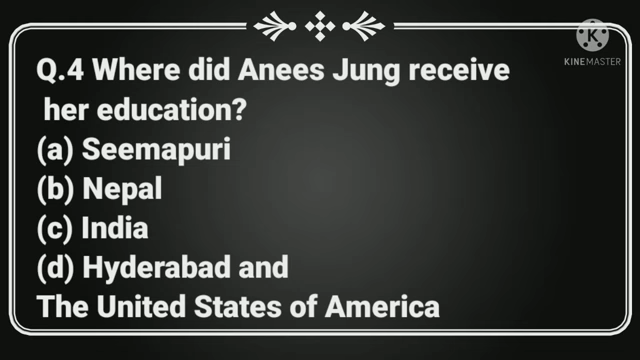 Q.4 Where did Anees Jung receive
her education?
(a) Seemapuri
(b) Nepal
(c) India
(d) Hyderabad and
The United States of America
K
KINEMASTER